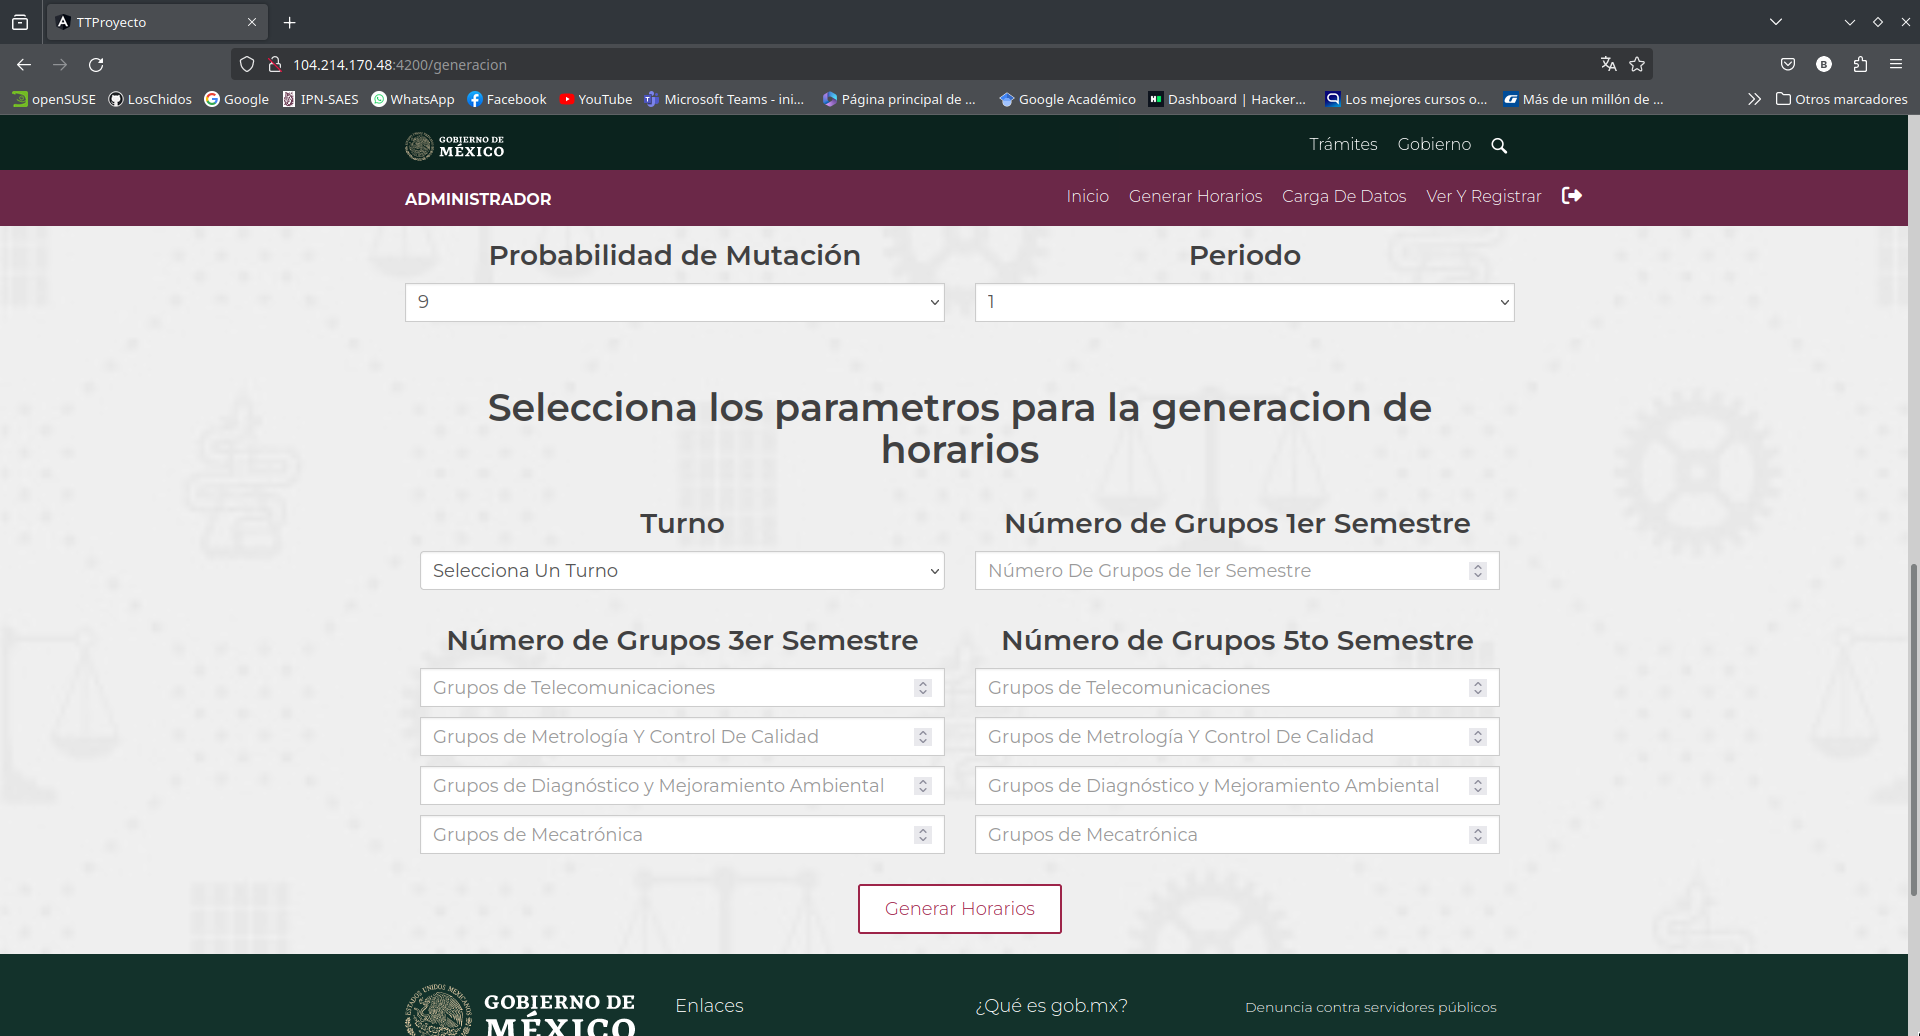 TTProyecto
104.214.170.48:4200/generacion
openSUSE LosChidos Google IPN-SAES WhatsApp Facebook YouTube Microsoft Teams - ini... Página principal de ... Google Académico Dashboard | Hacker... Los mejores cursos o... Más de un millón de ... Otros marcadores
GOBIERNO DE
MÉXICO
Trámites Gobierno
ADMINISTRADOR
Inicio Generar Horarios Carga De Datos Ver Y Registrar
Probabilidad de Mutación Periodo
9 1
Selecciona los parametros para la generacion de
horarios
Turno Número de Grupos 1er Semestre
Selecciona Un Turno Número De Grupos de 1er Semestre
Número de Grupos 3er Semestre Número de Grupos 5to Semestre
Grupos de Telecomunicaciones Grupos de Telecomunicaciones
Grupos de Metrología Y Control De Calidad Grupos de Metrología Y Control De Calidad
Grupos de Diagnóstico y Mejoramiento Ambiental Grupos de Diagnóstico y Mejoramiento Ambiental
Grupos de Mecatrónica Grupos de Mecatrónica
Generar Horarios
GOBIERNO DE
MÉXICO
Enlaces ¿Qué es gob.mx? Denuncia contra servidores públicos